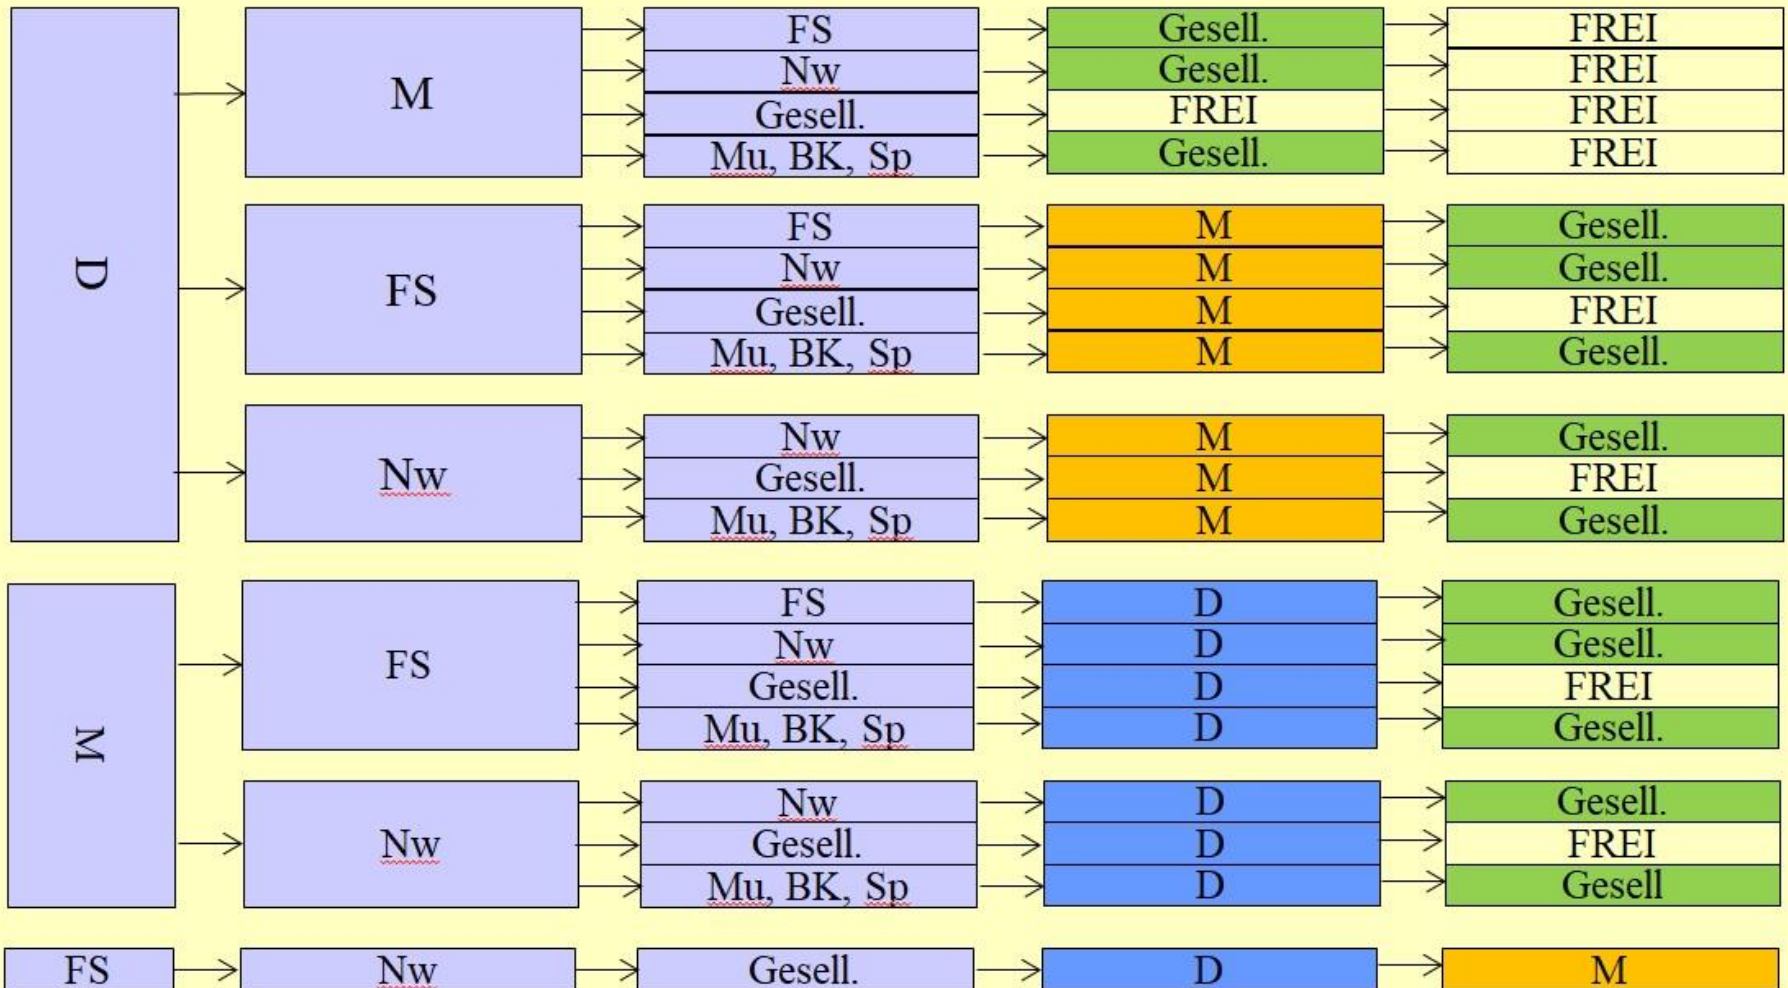 FS Gesell. FREI
Nw Gesell. FREI
M
Gesell. FREI FREI
Mu, BK, Sp Gesell. FREI
FS M Gesell.
Nw M Gesell.
D
FS
Gesell. M FREI
Mu, BK, Sp M Gesell.
Nw M Gesell.
Nw
Gesell. M FREI
Mu, BK, Sp M Gesell.
FS D Gesell.
Nw D Gesell.
FS
Gesell. D FREI
Mu, BK, Sp D Gesell.
M
Nw D Gesell.
Nw
Gesell. D FREI
Mu, BK, Sp D Gesell
FS Nw Gesell. D M